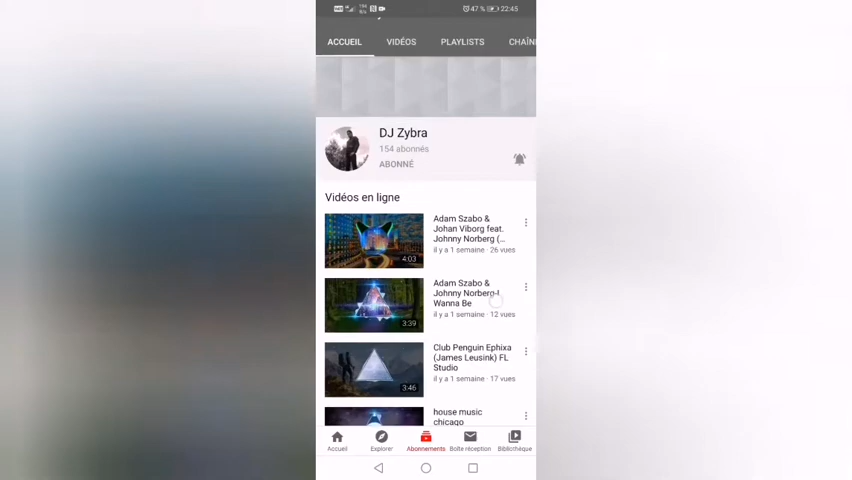 47 % 22:45
ACCUEIL VIDÉOS PLAYLISTS CHAÎN
DJ Zybra
154 abonnés
ABONNÉ
Vidéos en ligne
Adam Szabo &
Johan Viborg feat.
Johnny Norberg (...
il y a 1 semaine · 26 vues
4:03
Adam Szabo &
Johnny Norberg-I
Wanna Be
il y a 1 semaine · 12 vues
3:39
Club Penguin Ephixa
(James Leusink) FL
Studio
il y a 1 semaine · 17 vues
3:46
house music
chicago
Accueil Explorer Abonnements Boîte réception Bibliothèque